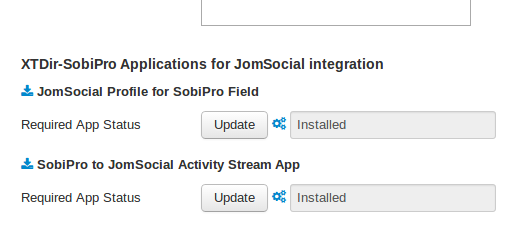 XTDir-SobiPro Applications for JomSocial integration
JomSocial Profile for SobiPro Field
Required App Status Update Installed
SobiPro to JomSocial Activity Stream App
Required App Status Update Installed